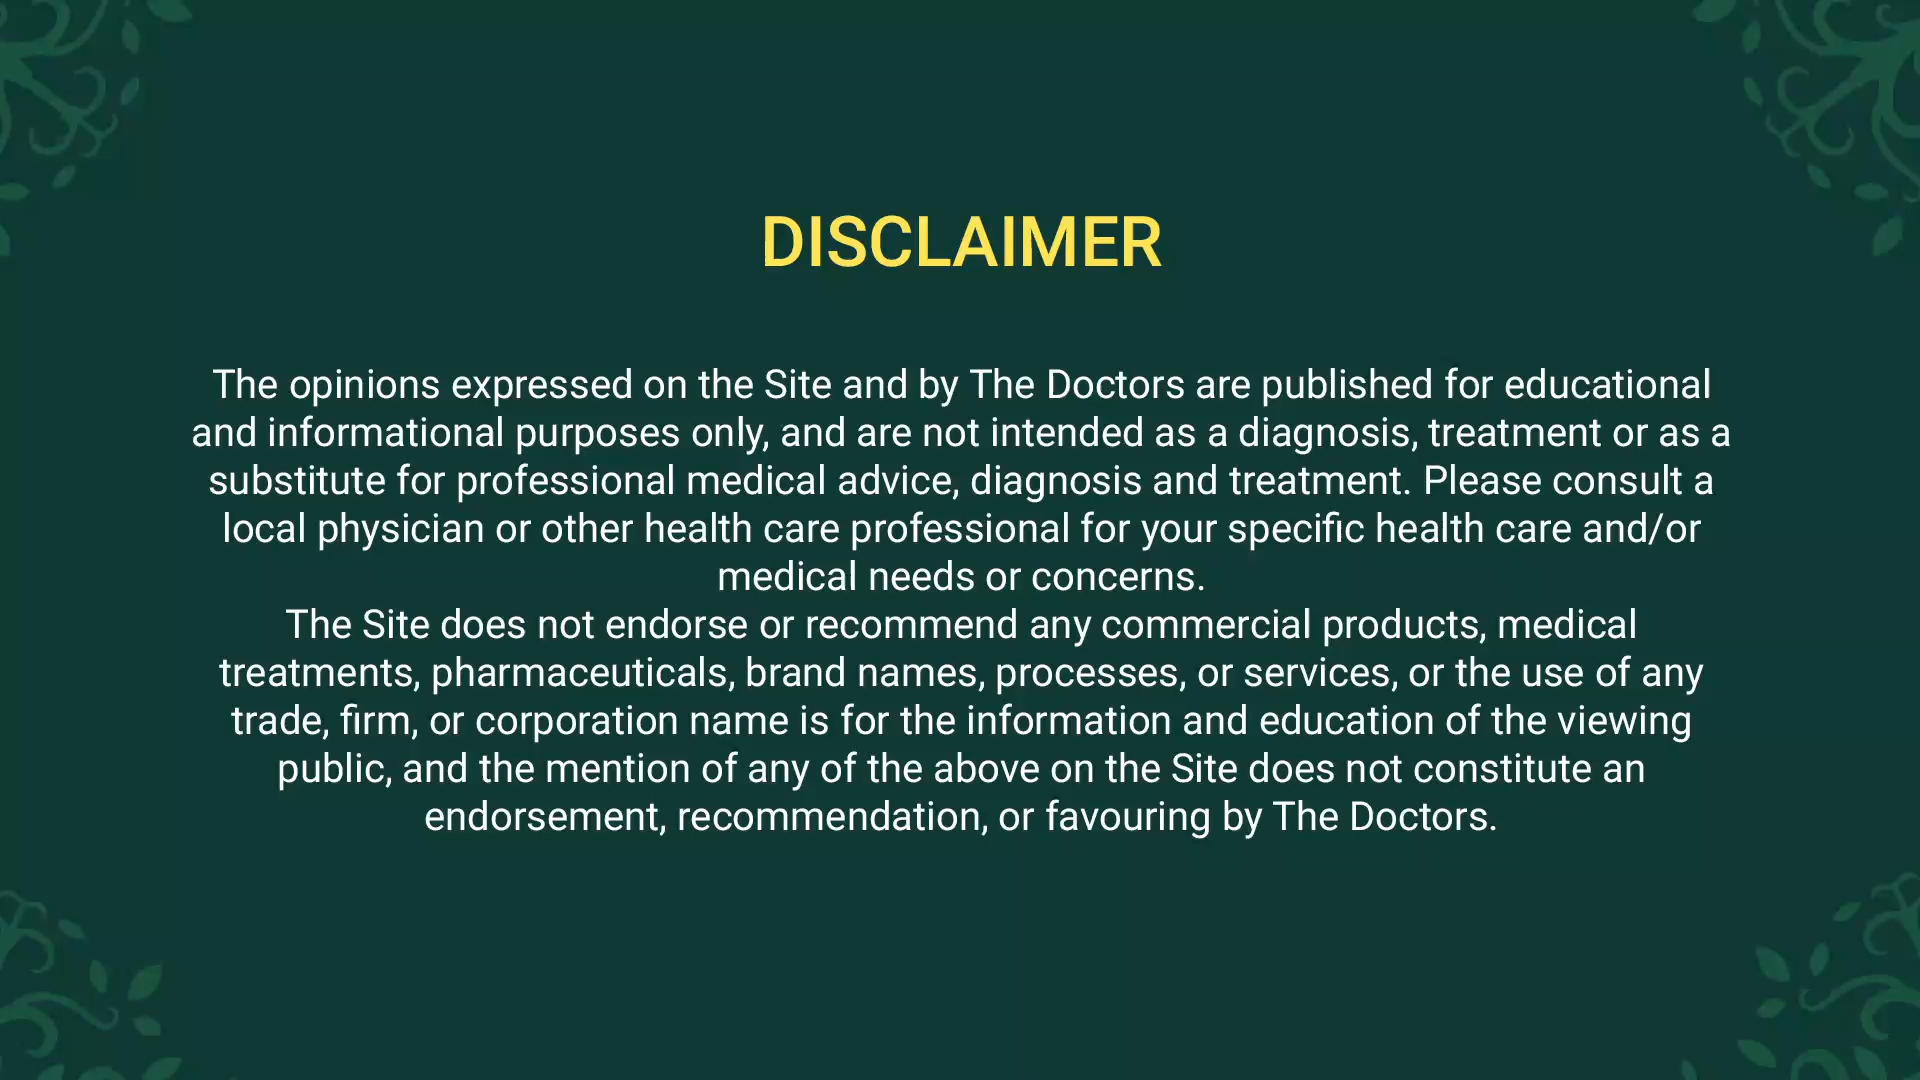 DISCLAIMER
The opinions expressed on the Site and by The Doctors are published for educational
and informational purposes only, and are not intended as a diagnosis, treatment or as a
substitute for professional medical advice, diagnosis and treatment. Please consult a
local physician or other health care professional for your specific health care and/or
medical needs or concerns.
The Site does not endorse or recommend any commercial products, medical
treatments, pharmaceuticals, brand names, processes, or services, or the use of any
trade, firm, or corporation name is for the information and education of the viewing
public, and the mention of any of the above on the Site does not constitute an
endorsement, recommendation, or favouring by The Doctors.